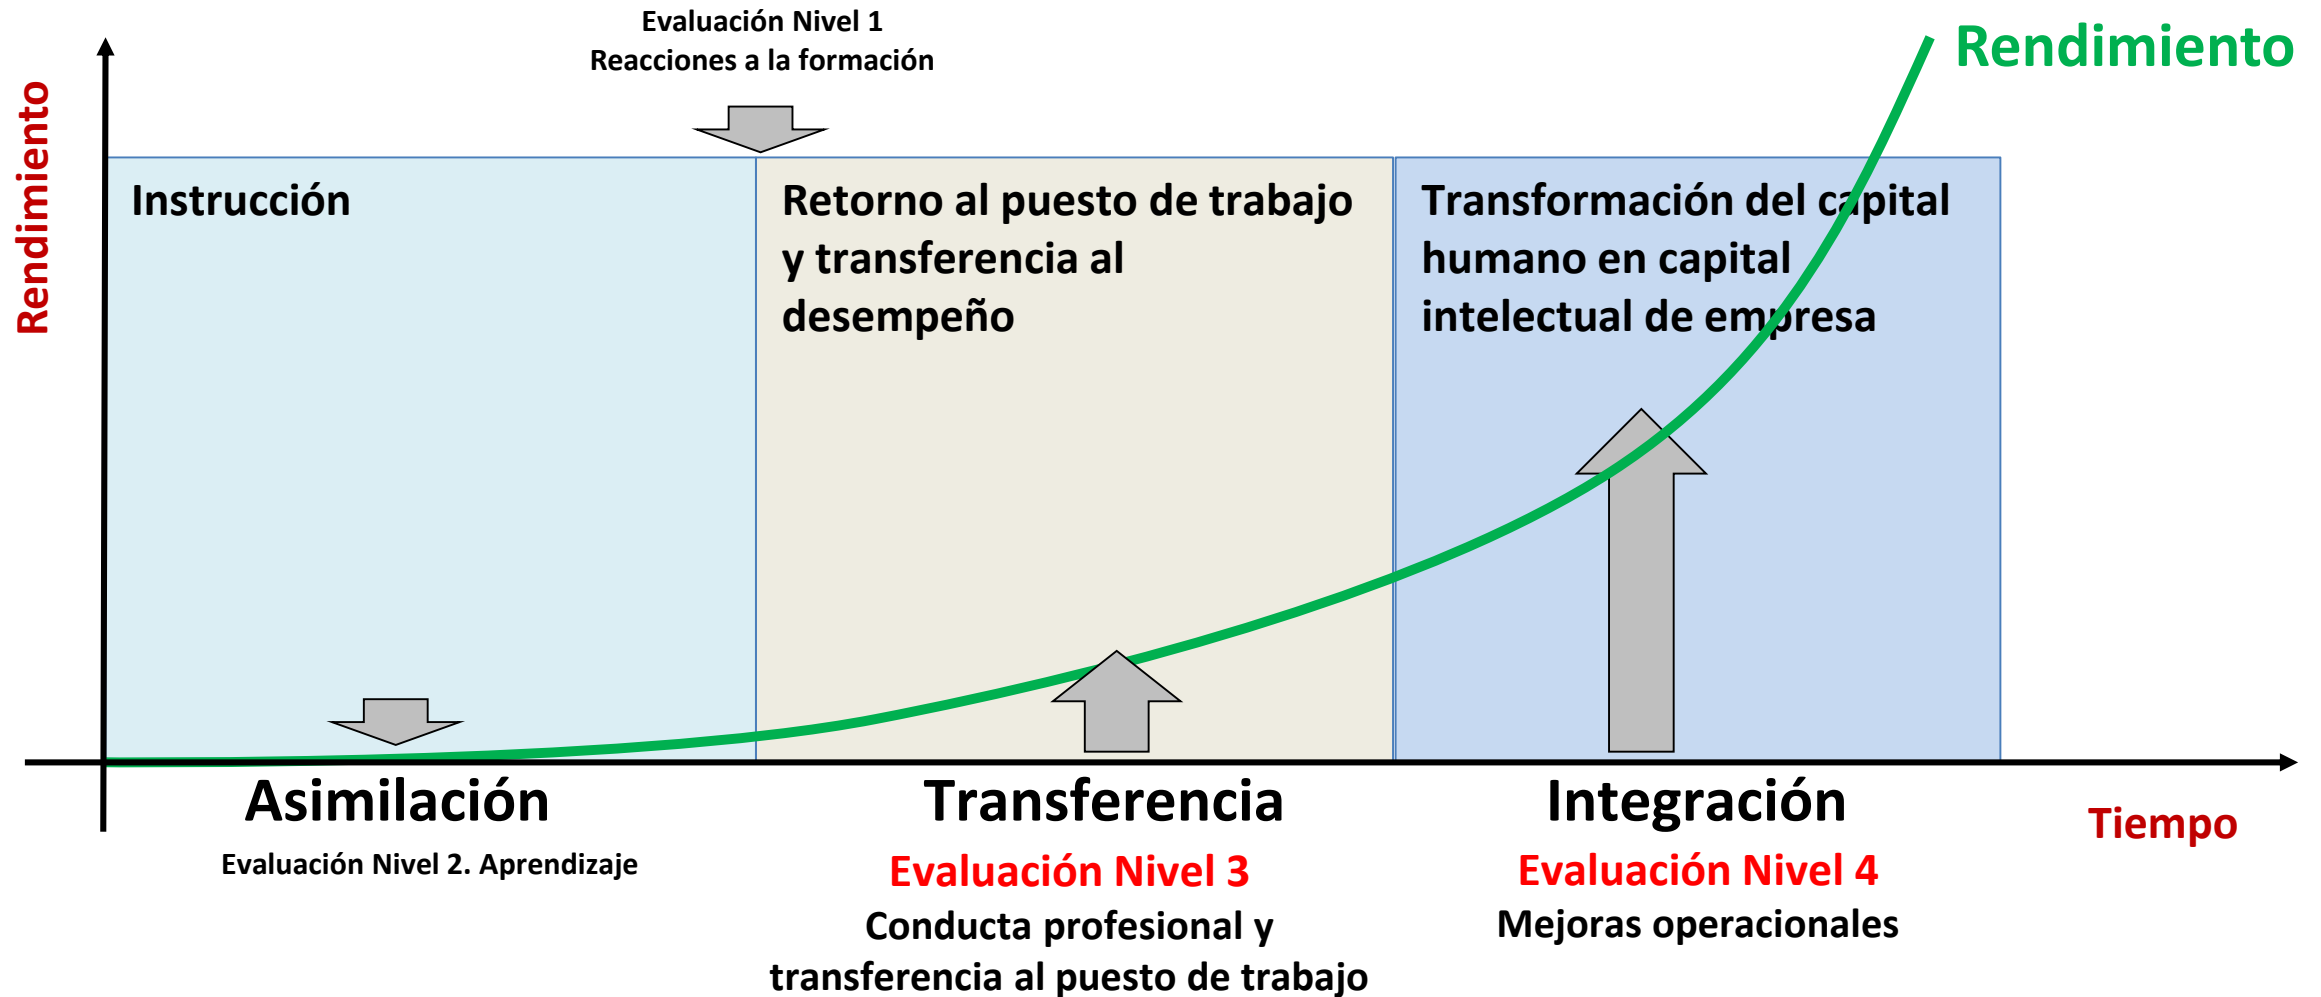 Evaluación Nivel 1
Reacciones a la formación
Rendimiento
Rendimiento
Instrucción
Retorno al puesto de trabajo
y transferencia al
desempeño
Transformación del capital
humano en capital
intelectual de empresa
Asimilación
Evaluación Nivel 2. Aprendizaje
Transferencia
Evaluación Nivel 3
Conducta profesional y
transferencia al puesto de trabajo
Integración
Evaluación Nivel 4
Mejoras operacionales
Tiempo